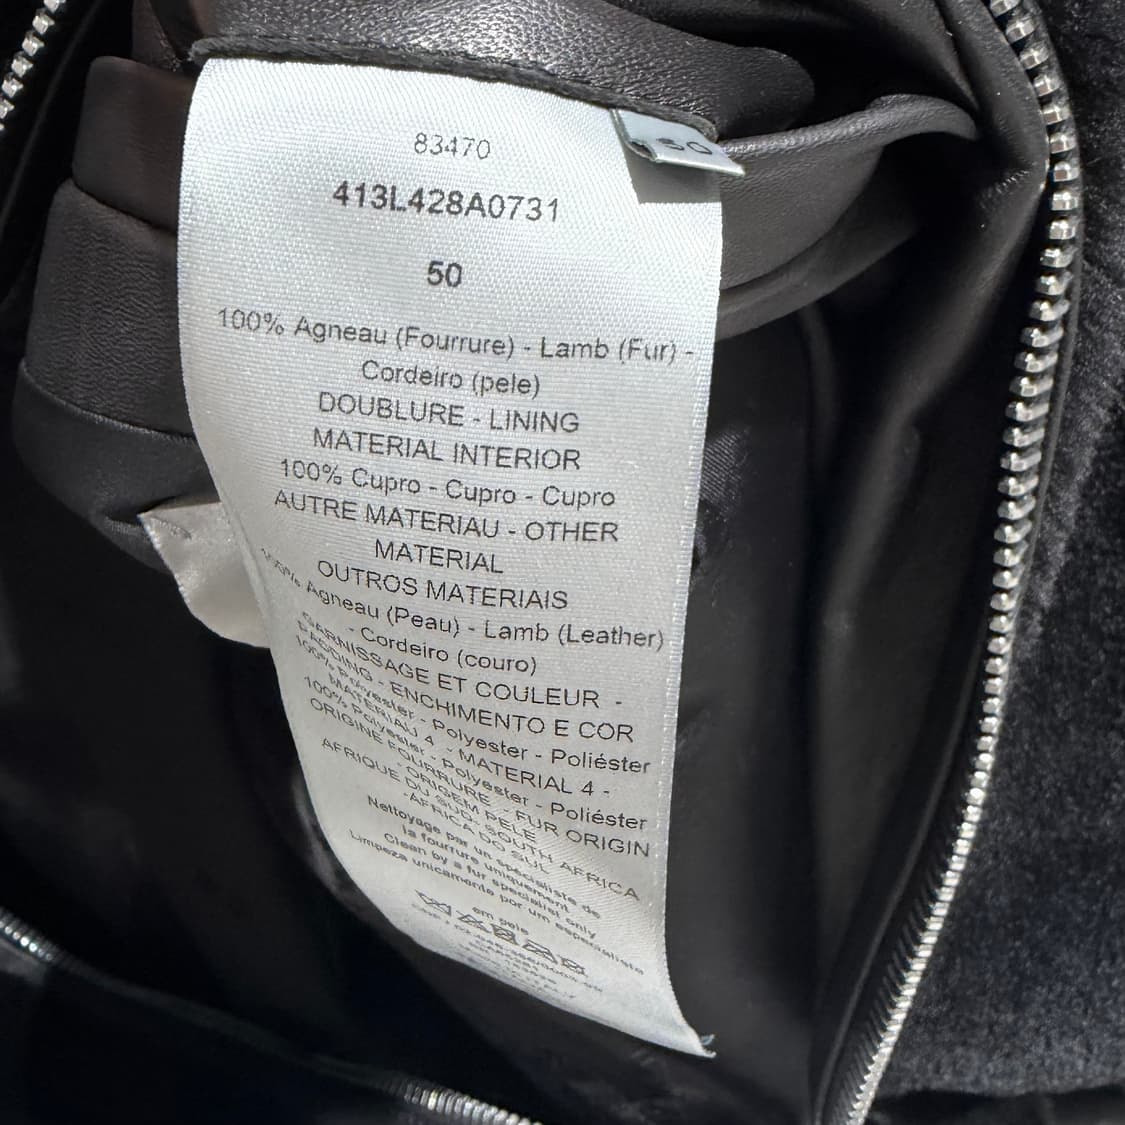 50
83470
413L428A0731
50
100% Agneau (Fourrure) - Lamb (Fur) -
Cordeiro (pele)
DOUBLURE - LINING
MATERIAL INTERIOR
100% Cupro - Cupro - Cupro
AUTRE MATERIAU - OTHER
MATERIAL
OUTROS MATERIAIS
100% Agneau (Peau) - Lamb (Leather)
- Cordeiro (couro)
GARNISSAGE ET COULEUR -
PADDING - ENCHIMENTO E COR
100% Polyester - Polyester - Poliéster
MATERIAU 4 - MATERIAL 4 -
100% Polyester - Polyester - Poliéster
ORIGINE FOURRURE - FUR ORIGIN
- ORIGEM PELE
AFRIQUE DU SUD- SOUTH AFRICA
-AFRICA DO SUL
Nettoyage par un spécialiste de
la fourrure uniquement
Clean by a fur specialist only
Limpeza unicamente por um especialista
em pele